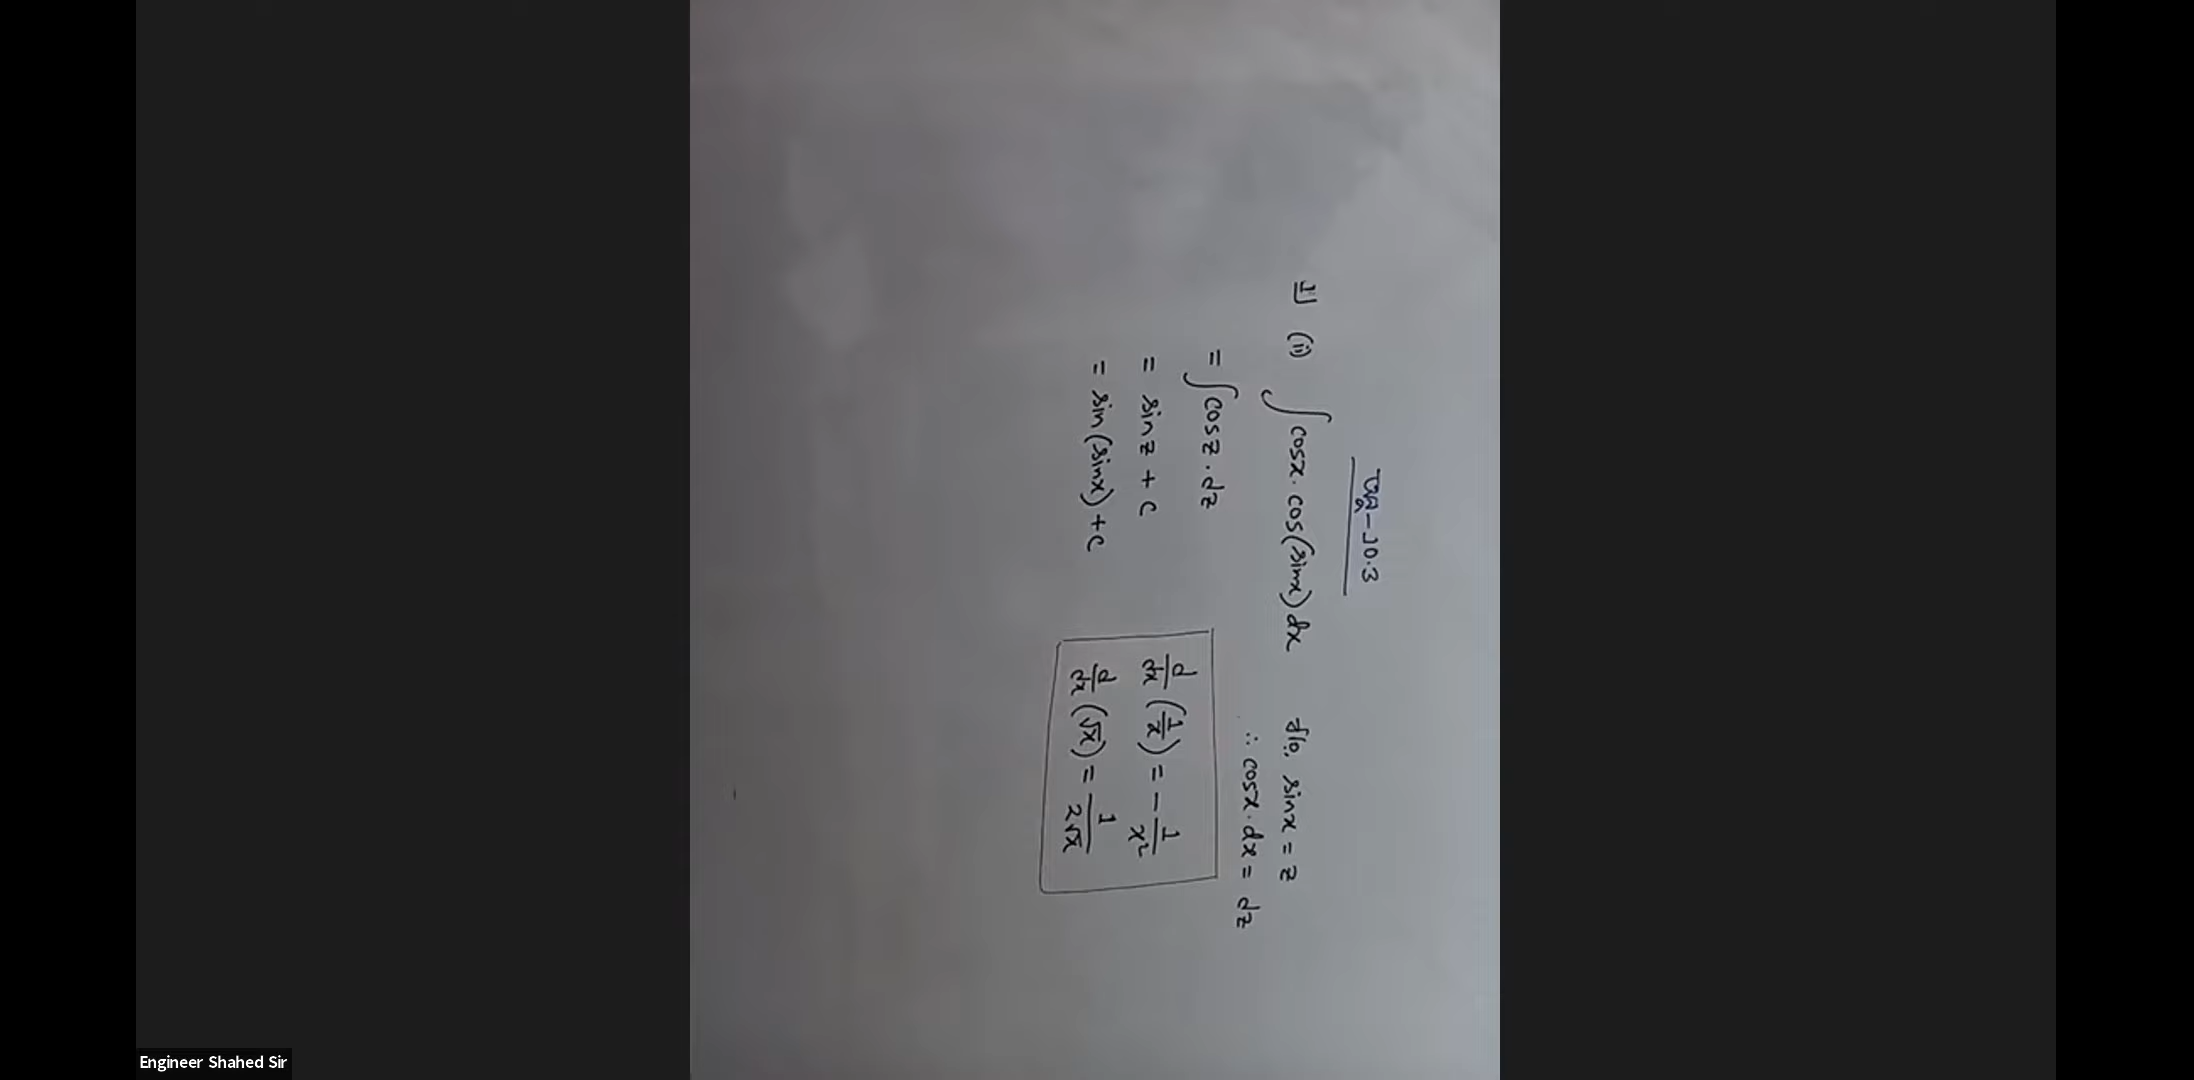 অনু-10.3
1) (ii) ∫cosx.cos(sinx)dx ধরি, sinx = z
∴ cosx.dx = dz
= ∫cosz.dz
= sinz + c
= sin(sinx)+c
d/dx (1/x) = -1/x²
d/dx (√x) = 1/2√x
Engineer Shahed Sir